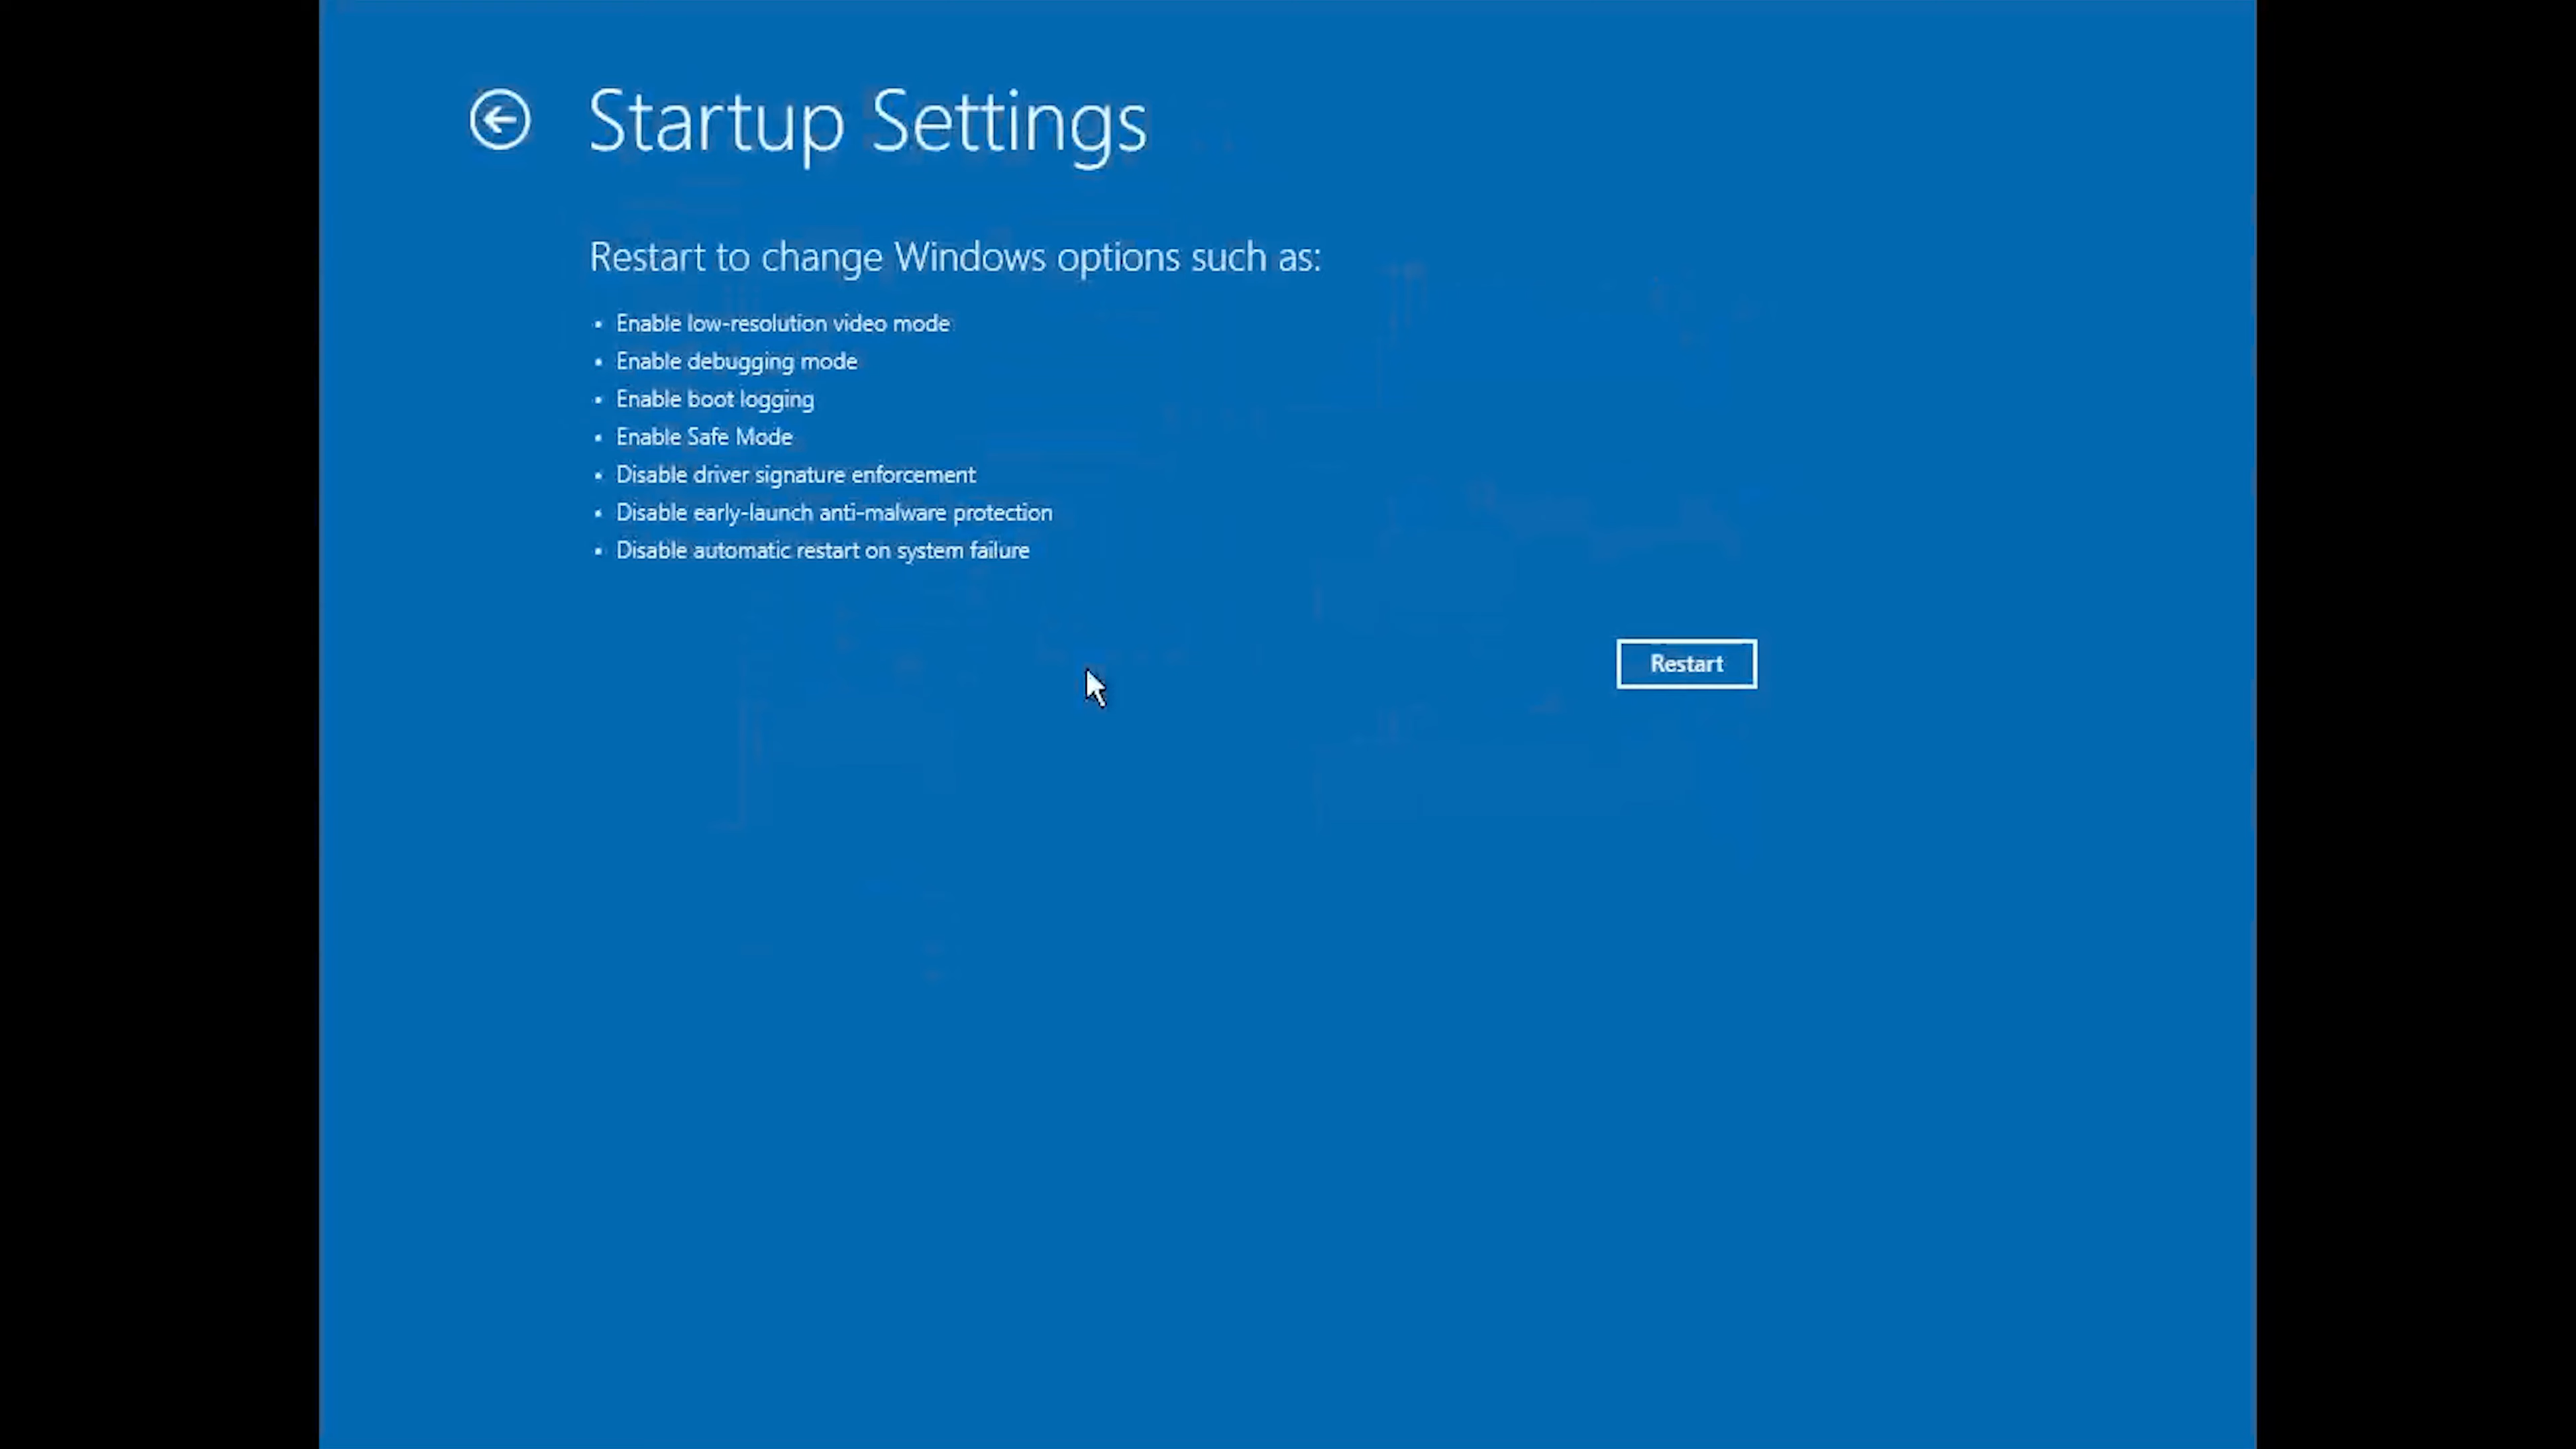 Startup Settings
Restart to change Windows options such as:
• Enable low-resolution video mode
• Enable debugging mode
• Enable boot logging
• Enable Safe Mode
• Disable driver signature enforcement
• Disable early-launch anti-malware protection
• Disable automatic restart on system failure
Restart